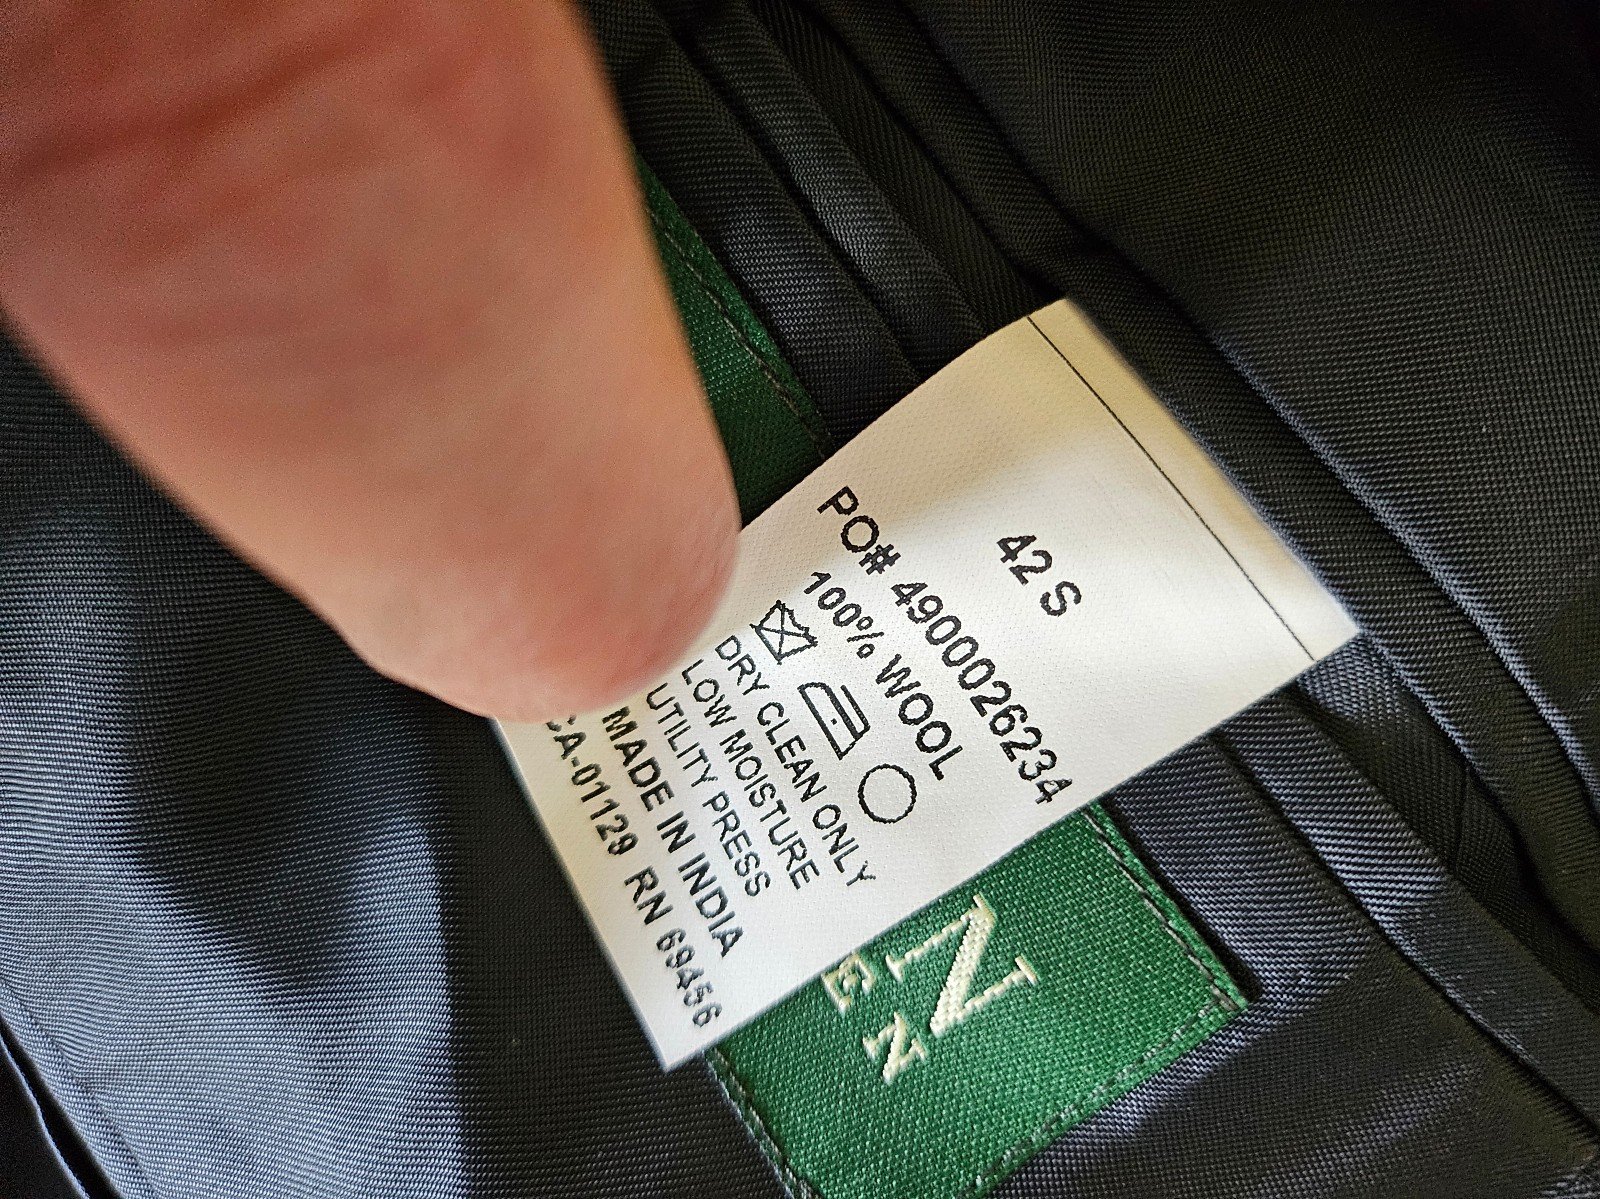 42 S
PO# 4900026234
100% WOOL
DRY CLEAN ONLY
LOW MOISTURE
UTILITY PRESS
MADE IN INDIA
CA-01129 RN 69456
N
EN